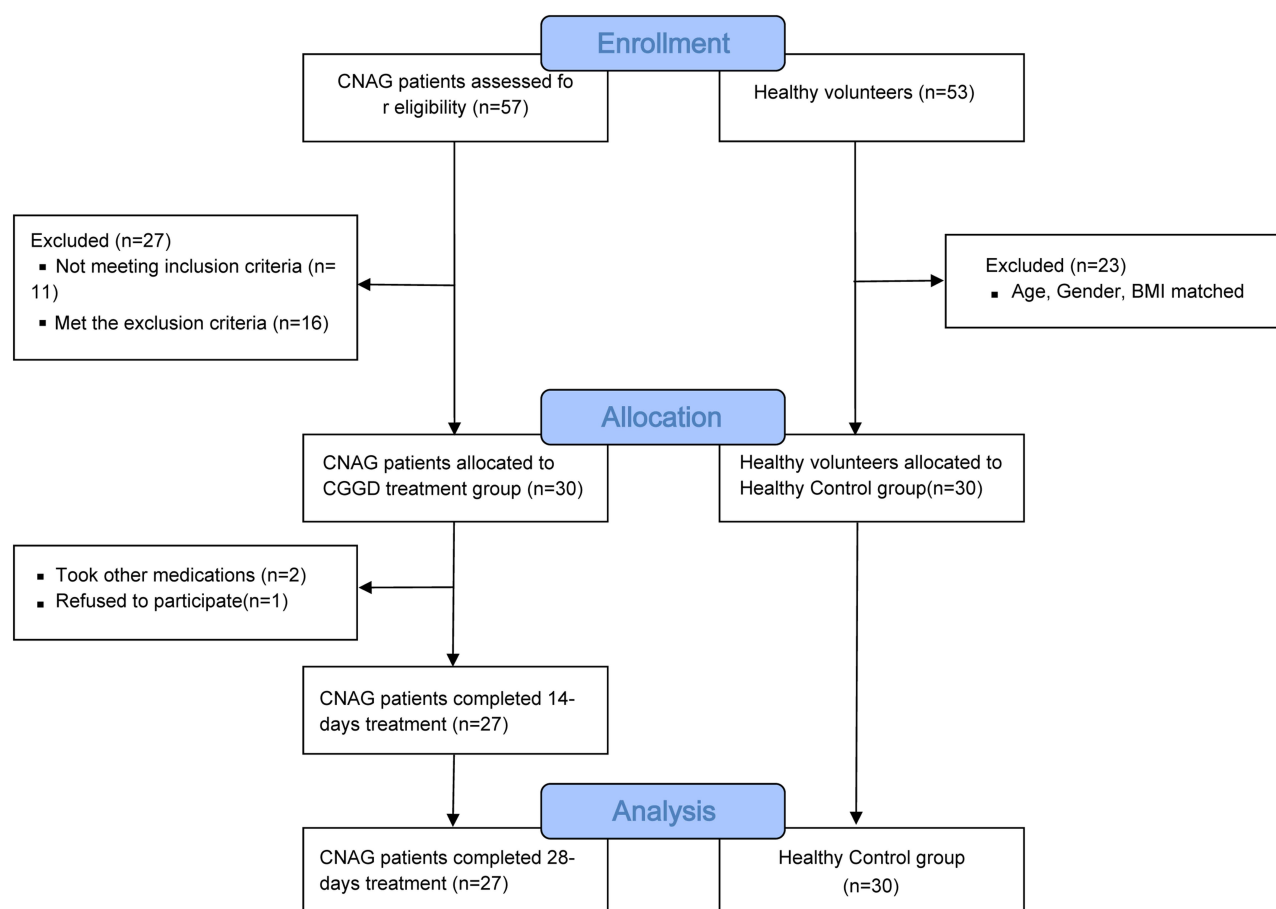 Enrollment
CNAG patients assessed fo
r eligibility (n=57)
Healthy volunteers (n=53)
Excluded (n=27)
▪ Not meeting inclusion criteria (n=
11)
▪ Met the exclusion criteria (n=16)
Excluded (n=23)
▪ Age, Gender, BMI matched
Allocation
CNAG patients allocated to
CGGD treatment group (n=30)
Healthy volunteers allocated to
Healthy Control group(n=30)
▪ Took other medications (n=2)
▪ Refused to participate(n=1)
CNAG patients completed 14-
days treatment (n=27)
Analysis
CNAG patients completed 28-
days treatment (n=27)
Healthy Control group
(n=30)